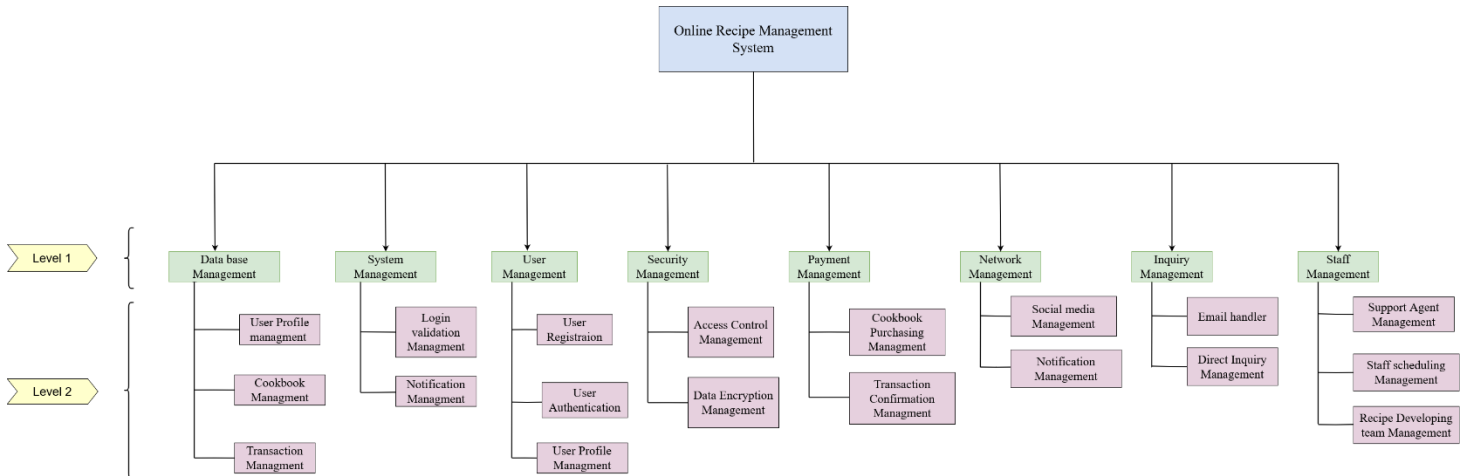 Online Recipe Management
System
Level 1
Data base
Management
System
Management
User
Management
Security
Management
Payment
Management
Network
Management
Inquiry
Management
Staff
Management
Level 2
User Profile
managment
Cookbook
Managment
Transaction
Managment
Login
validation
Managment
Notification
Managment
User
Registraion
User
Authentication
User Profile
Managment
Access Control
Management
Data Encryption
Management
Cookbook
Purchasing
Managment
Transaction
Confirmation
Managment
Social media
Management
Notification
Management
Email handler
Direct Inquiry
Management
Support Agent
Management
Staff scheduling
Management
Recipe Developing
team Management